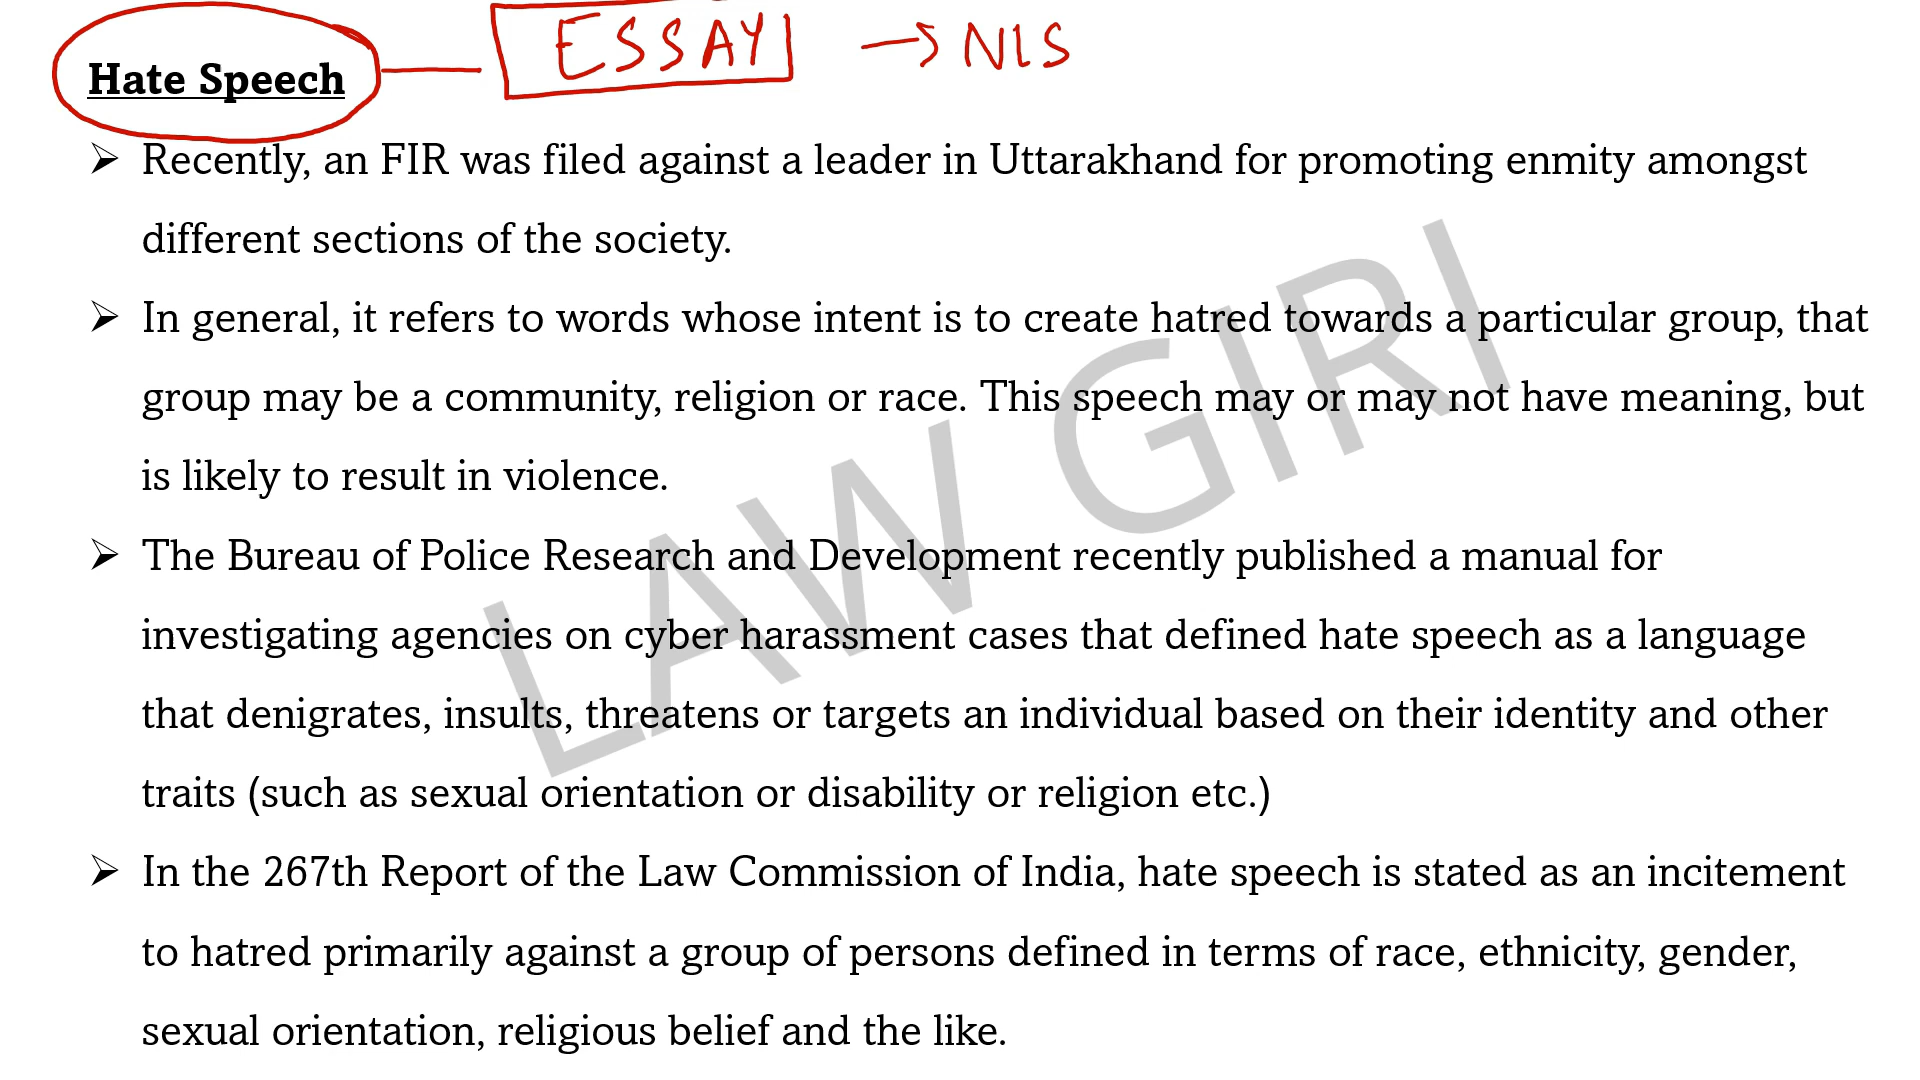 ESSAY → NLS
Hate Speech
➢ Recently, an FIR was filed against a leader in Uttarakhand for promoting enmity amongst
different sections of the society.
➢ In general, it refers to words whose intent is to create hatred towards a particular group, that
group may be a community, religion or race. This speech may or may not have meaning, but
is likely to result in violence.
➢ The Bureau of Police Research and Development recently published a manual for
investigating agencies on cyber harassment cases that defined hate speech as a language
that denigrates, insults, threatens or targets an individual based on their identity and other
traits (such as sexual orientation or disability or religion etc.)
➢ In the 267th Report of the Law Commission of India, hate speech is stated as an incitement
to hatred primarily against a group of persons defined in terms of race, ethnicity, gender,
sexual orientation, religious belief and the like.
LAW GIRI